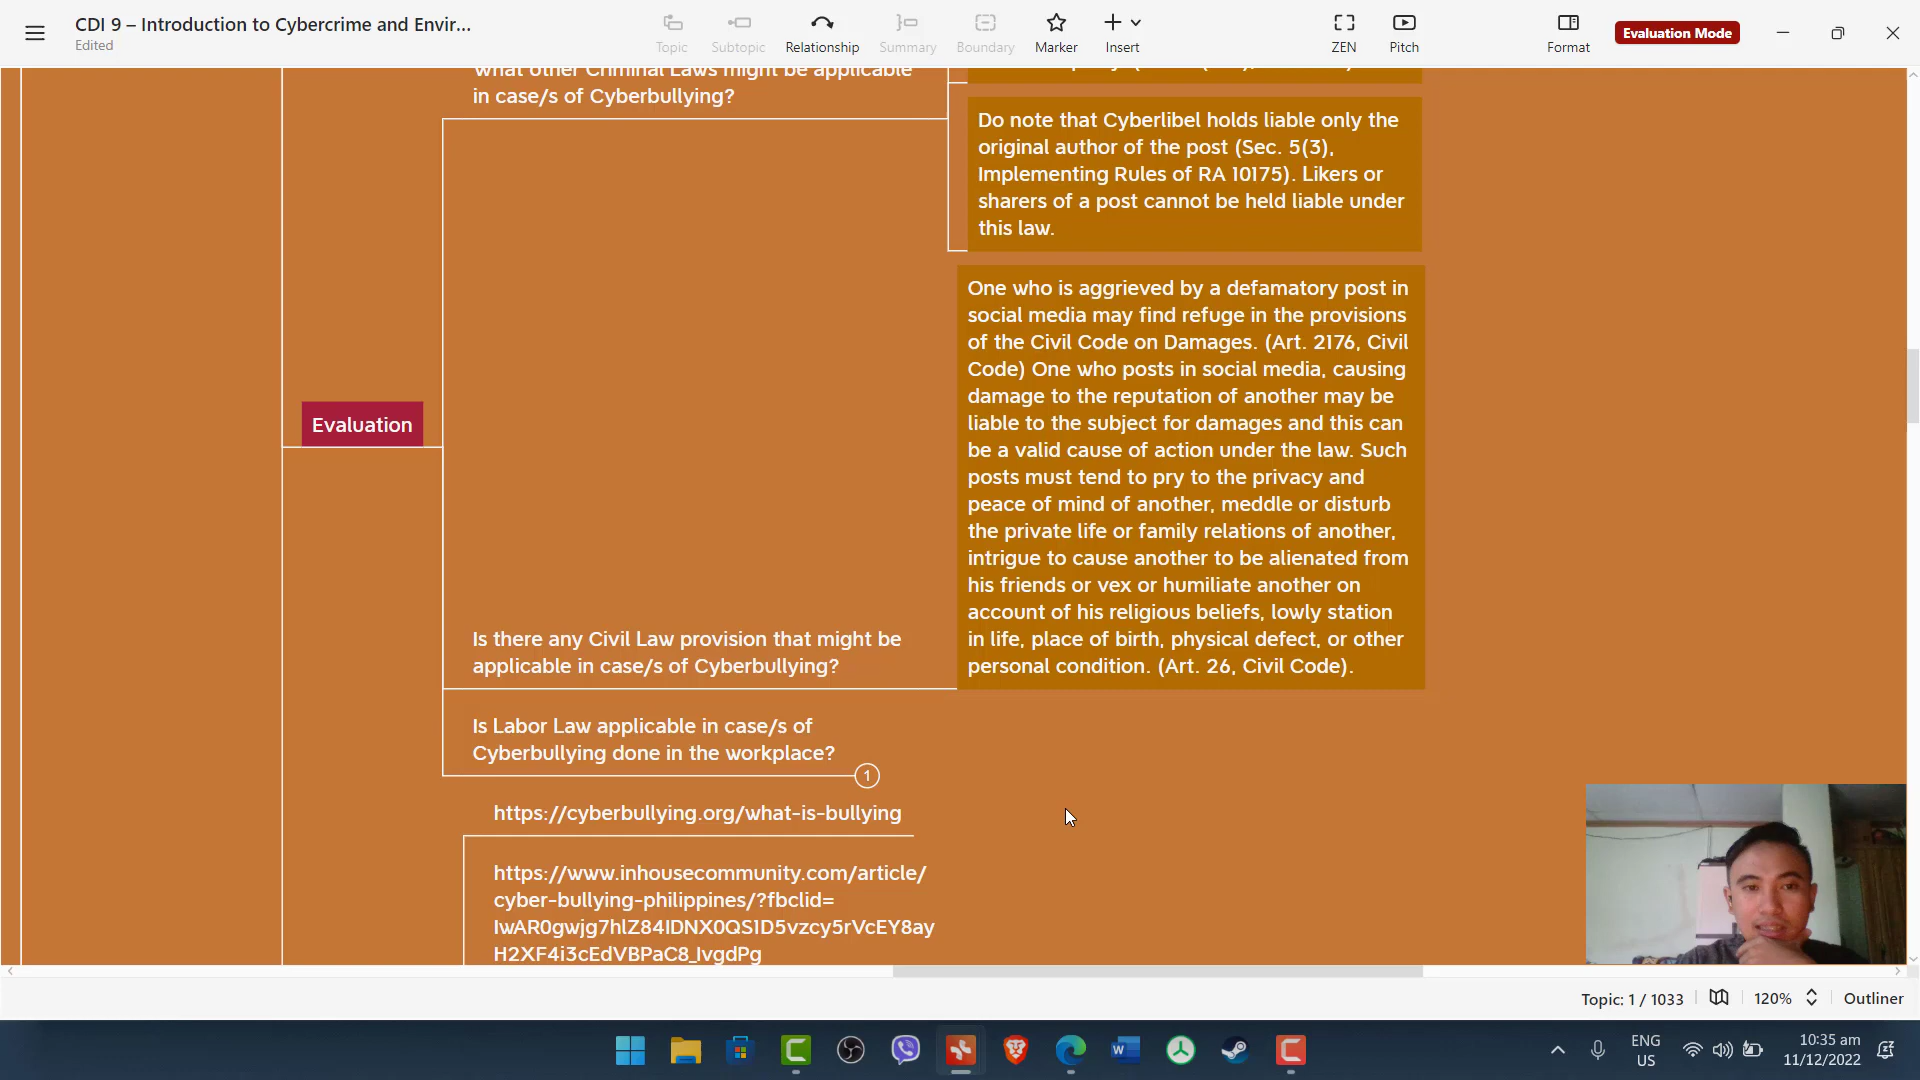 CDI 9 – Introduction to Cybercrime and Envir...
Edited
Topic
Subtopic
Relationship
Summary
Boundary
Marker
Insert
ZEN
Pitch
Format
Evaluation Mode
What other Criminal Laws might be applicable
in case/s of Cyberbullying?
Do note that Cyberlibel holds liable only the
original author of the post (Sec. 5(3),
Implementing Rules of RA 10175). Likers or
sharers of a post cannot be held liable under
this law.
Evaluation
One who is aggrieved by a defamatory post in
social media may find refuge in the provisions
of the Civil Code on Damages. (Art. 2176, Civil
Code) One who posts in social media, causing
damage to the reputation of another may be
liable to the subject for damages and this can
be a valid cause of action under the law. Such
posts must tend to pry to the privacy and
peace of mind of another, meddle or disturb
the private life or family relations of another,
intrigue to cause another to be alienated from
his friends or vex or humiliate another on
account of his religious beliefs, lowly station
in life, place of birth, physical defect, or other
personal condition. (Art. 26, Civil Code).
Is there any Civil Law provision that might be
applicable in case/s of Cyberbullying?
Is Labor Law applicable in case/s of
Cyberbullying done in the workplace?
1
https://cyberbullying.org/what-is-bullying
https://www.inhousecommunity.com/article/
cyber-bullying-philippines/?fbclid=
IwAR0gwjg7hlZ84IDNX0QS1D5vzcy5rVcEY8ay
H2XF4i3cEdVBPaC8_IvgdPg
Topic: 1 / 1033
120%
Outliner
ENG
US
10:35 am
11/12/2022